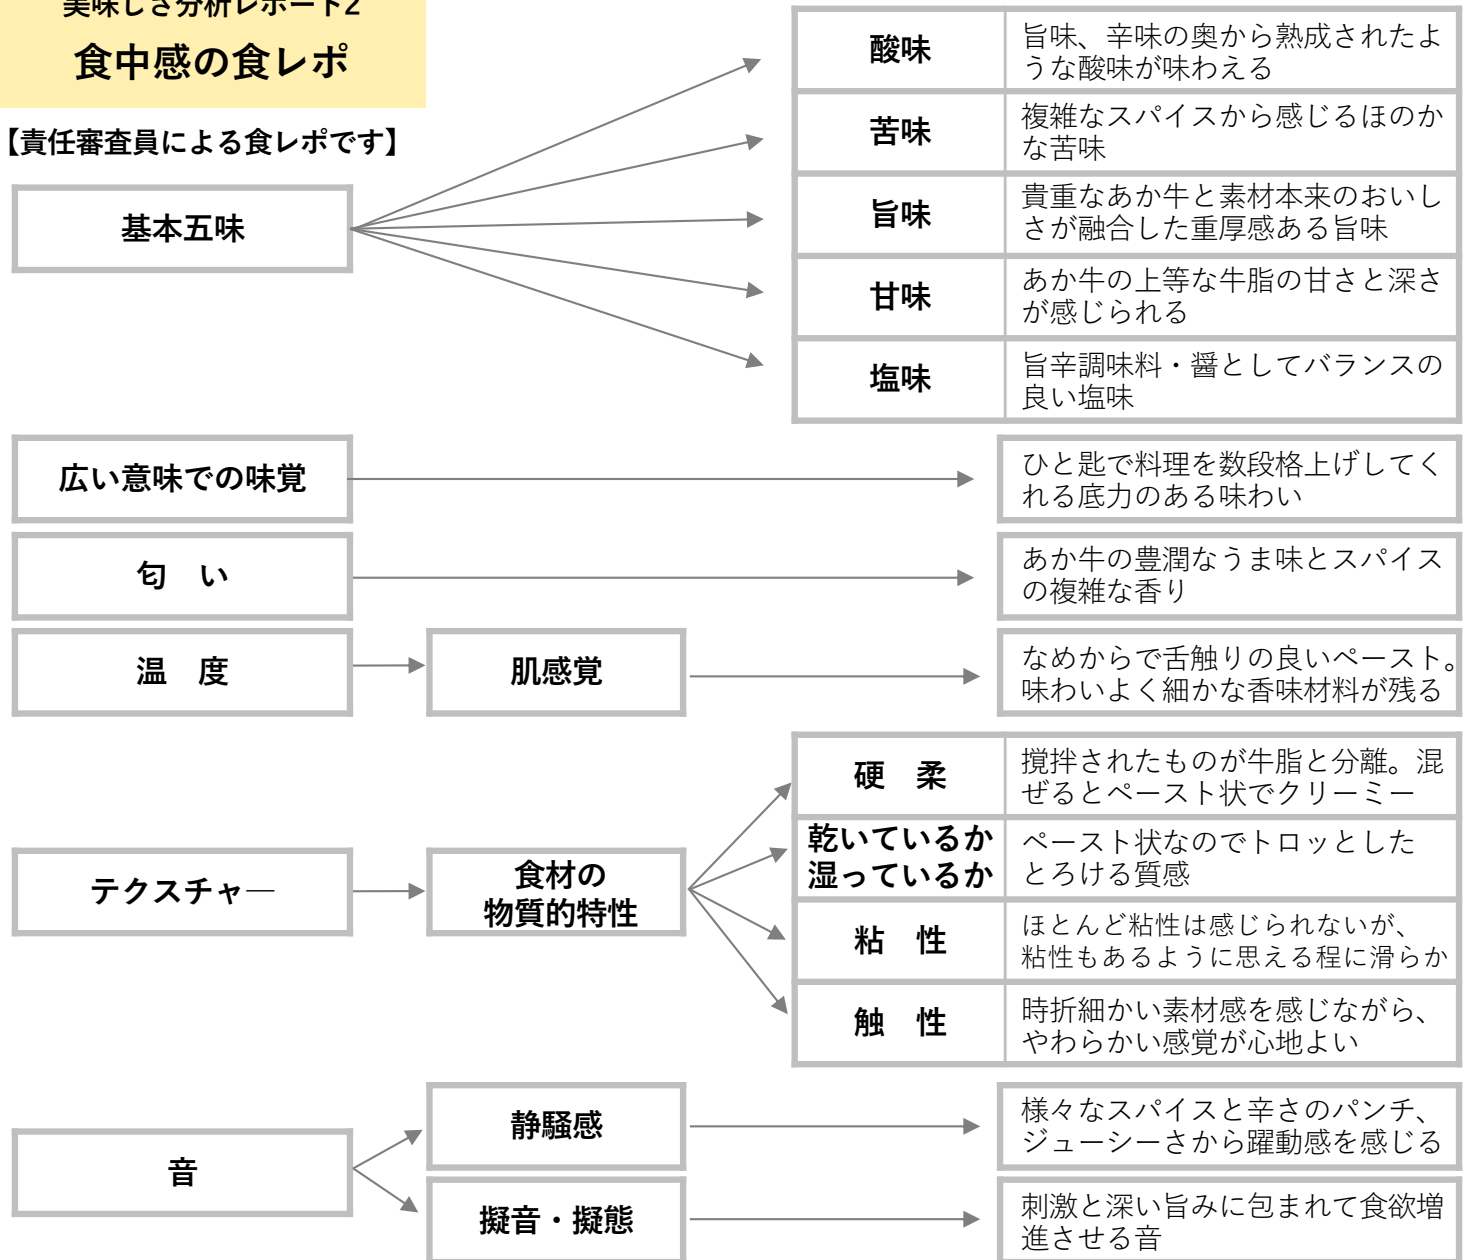 美味しさ分析レポート2
食中感の食レポ
【責任審査員による食レポです】
基本五味
酸味
旨味、辛味の奥から熟成されたよ
うな酸味が味わえる
苦味
複雑なスパイスから感じるほのか
な苦味
旨味
貴重なあか牛と素材本来のおいし
さが融合した重厚感ある旨味
甘味
あか牛の上等な牛脂の甘さと深さ
が感じられる
塩味
旨辛調味料・醤としてバランスの
良い塩味
広い意味での味覚
ひと匙で料理を数段格上げしてく
れる底力のある味わい
匂　い
あか牛の豊潤なうま味とスパイス
の複雑な香り
温　度
肌感覚
なめからで舌触りの良いペースト。
味わいよく細かな香味材料が残る
テクスチャ―
食材の
物質的特性
硬　柔
撹拌されたものが牛脂と分離。混
ぜるとペースト状でクリーミー
乾いているか
湿っているか
ペースト状なのでトロッとした
とろける質感
粘　性
ほとんど粘性は感じられないが、
粘性もあるように思える程に滑らか
触　性
時折細かい素材感を感じながら、
やわらかい感覚が心地よい
音
静騒感
様々なスパイスと辛さのパンチ、
ジューシーさから躍動感を感じる
擬音・擬態
刺激と深い旨みに包まれて食欲増
進させる音